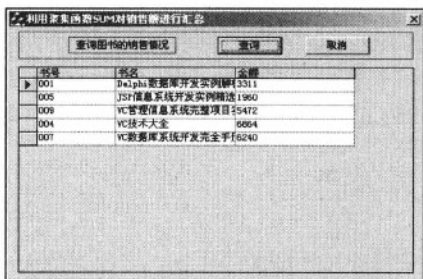 利用聚集函数SUM对销售额进行汇总
查询图书的销售情况 查询 取消
书号 书名 金额
001 Delphi数据库开发实例解 3311
005 JSP信息系统开发实例精选 1960
009 VC管理信息系统完整项目 5472
004 VC技术大全 6864
007 VC数据库系统开发完全手 6240